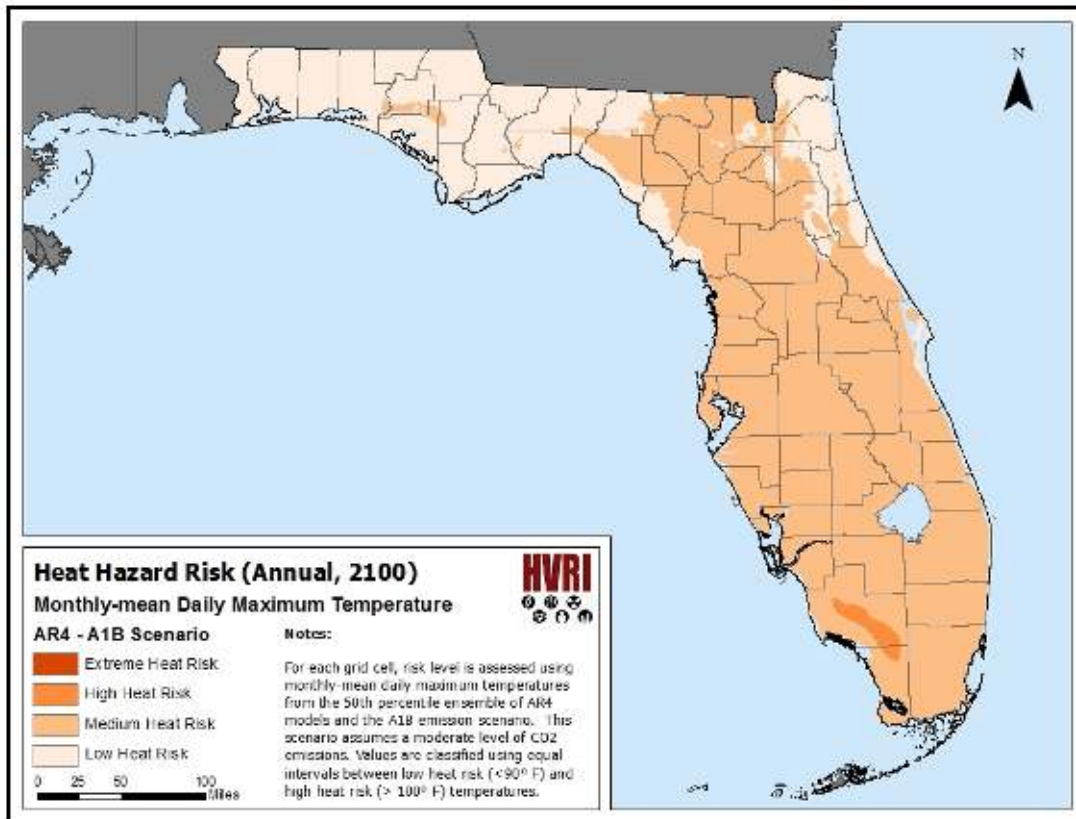 N
Heat Hazard Risk (Annual, 2100)
HVRI
Monthly-mean Daily Maximum Temperature
AR4 - A1B Scenario
Extreme Heat Risk
High Heat Risk
Medium Heat Risk
Low Heat Risk
0 25 50 100
Miles
Notes:
For each grid cell, risk level is assessed using
monthly-mean daily maximum temperatures
from the 50th percentile ensemble of AR4
models and the A1B emission scenario. This
scenario assumes a moderate level of CO2
emissions. Values are classified using equal
intervals between low heat risk (<90º F) and
high heat risk (> 100º F) temperatures.